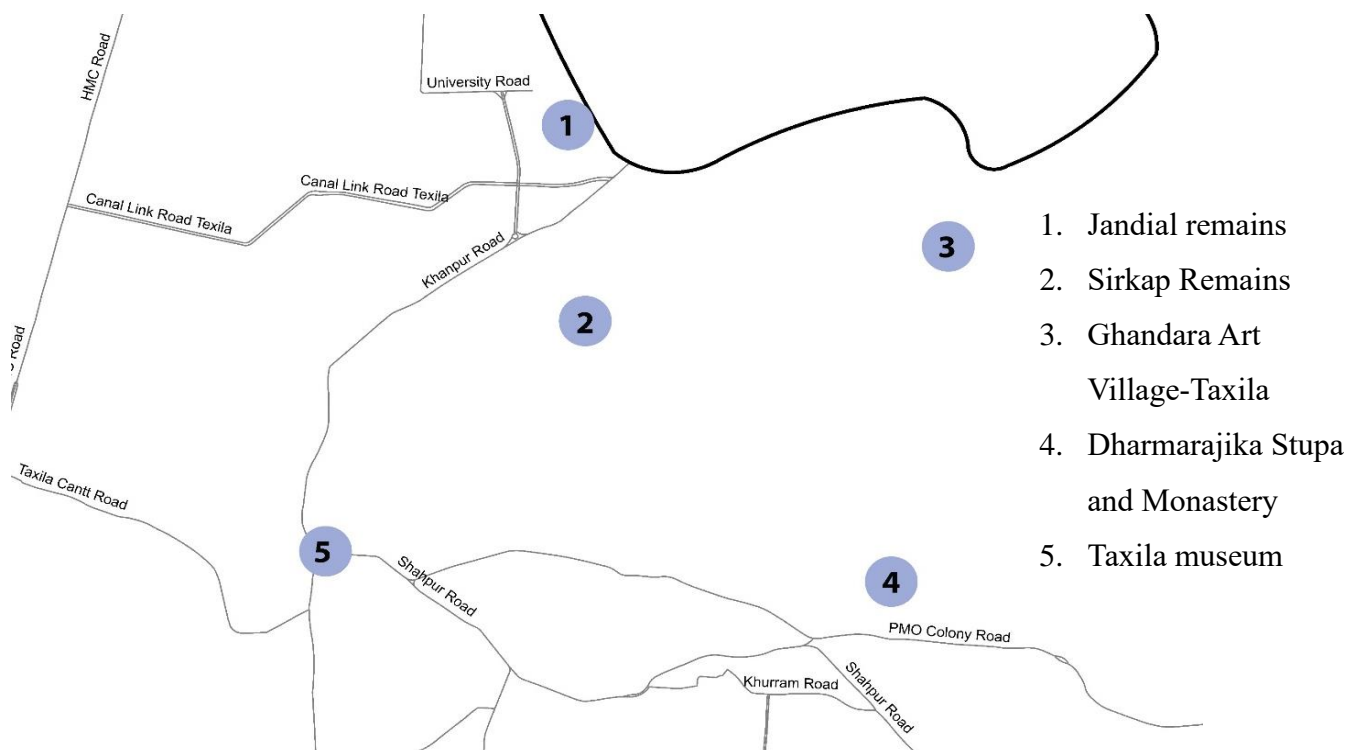 HMC Road
University Road
1
Canal Link Road Texila
Canal Link Road Texila
Khanpur Road
3
2
Road
Taxila Cantt Road
5
Shahpur Road
4
PMO Colony Road
Khurram Road
Shahpur Road
1. Jandial remains
2. Sirkap Remains
3. Ghandara Art
Village-Taxila
4. Dharmarajika Stupa
and Monastery
5. Taxila museum